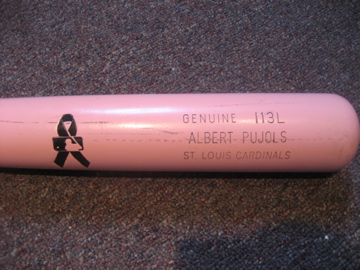 GENUINE 113L
ALBERT PUJOLS
ST. LOUIS CARDINALS